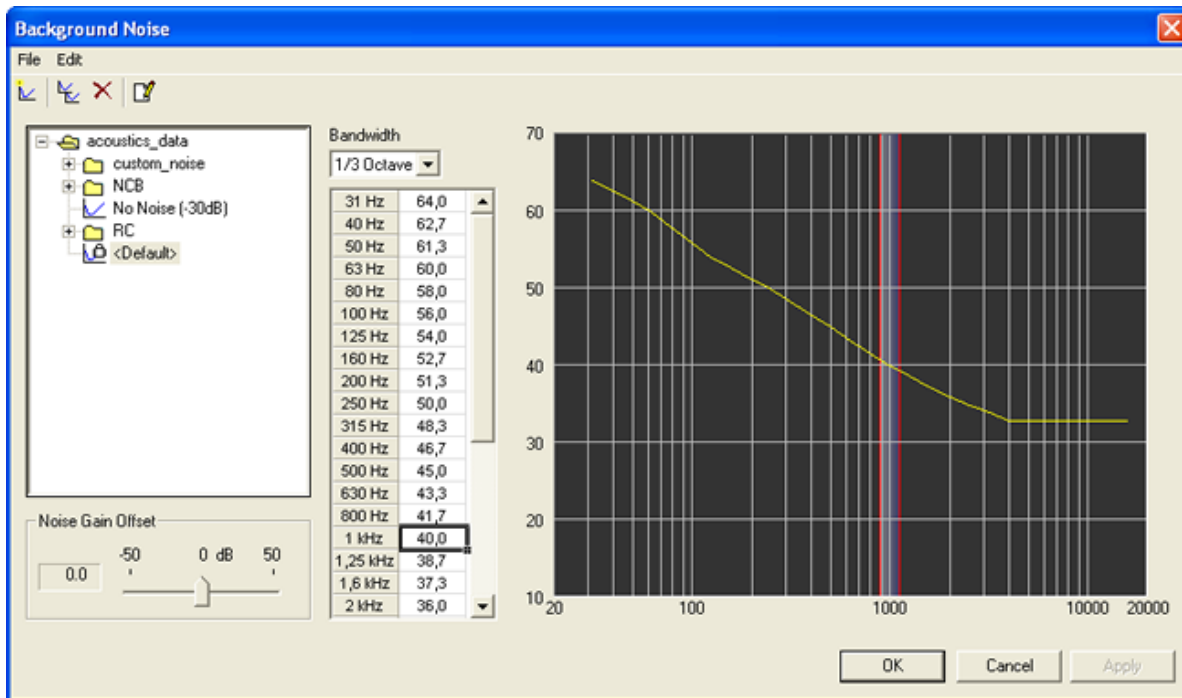 Background Noise
File Edit
acoustics_data
custom_noise
NCB
No Noise (-30dB)
RC
<Default>
Noise Gain Offset
-50 0 dB 50
0.0
Bandwidth
1/3 Octave
31 Hz 64,0
40 Hz 62,7
50 Hz 61,3
63 Hz 60,0
80 Hz 58,0
100 Hz 56,0
125 Hz 54,0
160 Hz 52,7
200 Hz 51,3
250 Hz 50,0
315 Hz 48,3
400 Hz 46,7
500 Hz 45,0
630 Hz 43,3
800 Hz 41,7
1 kHz 40,0
1,25 kHz 38,7
1,6 kHz 37,3
2 kHz 36,0
70
60
50
40
30
20
10
20 100 1000 10000 20000
OK Cancel Apply